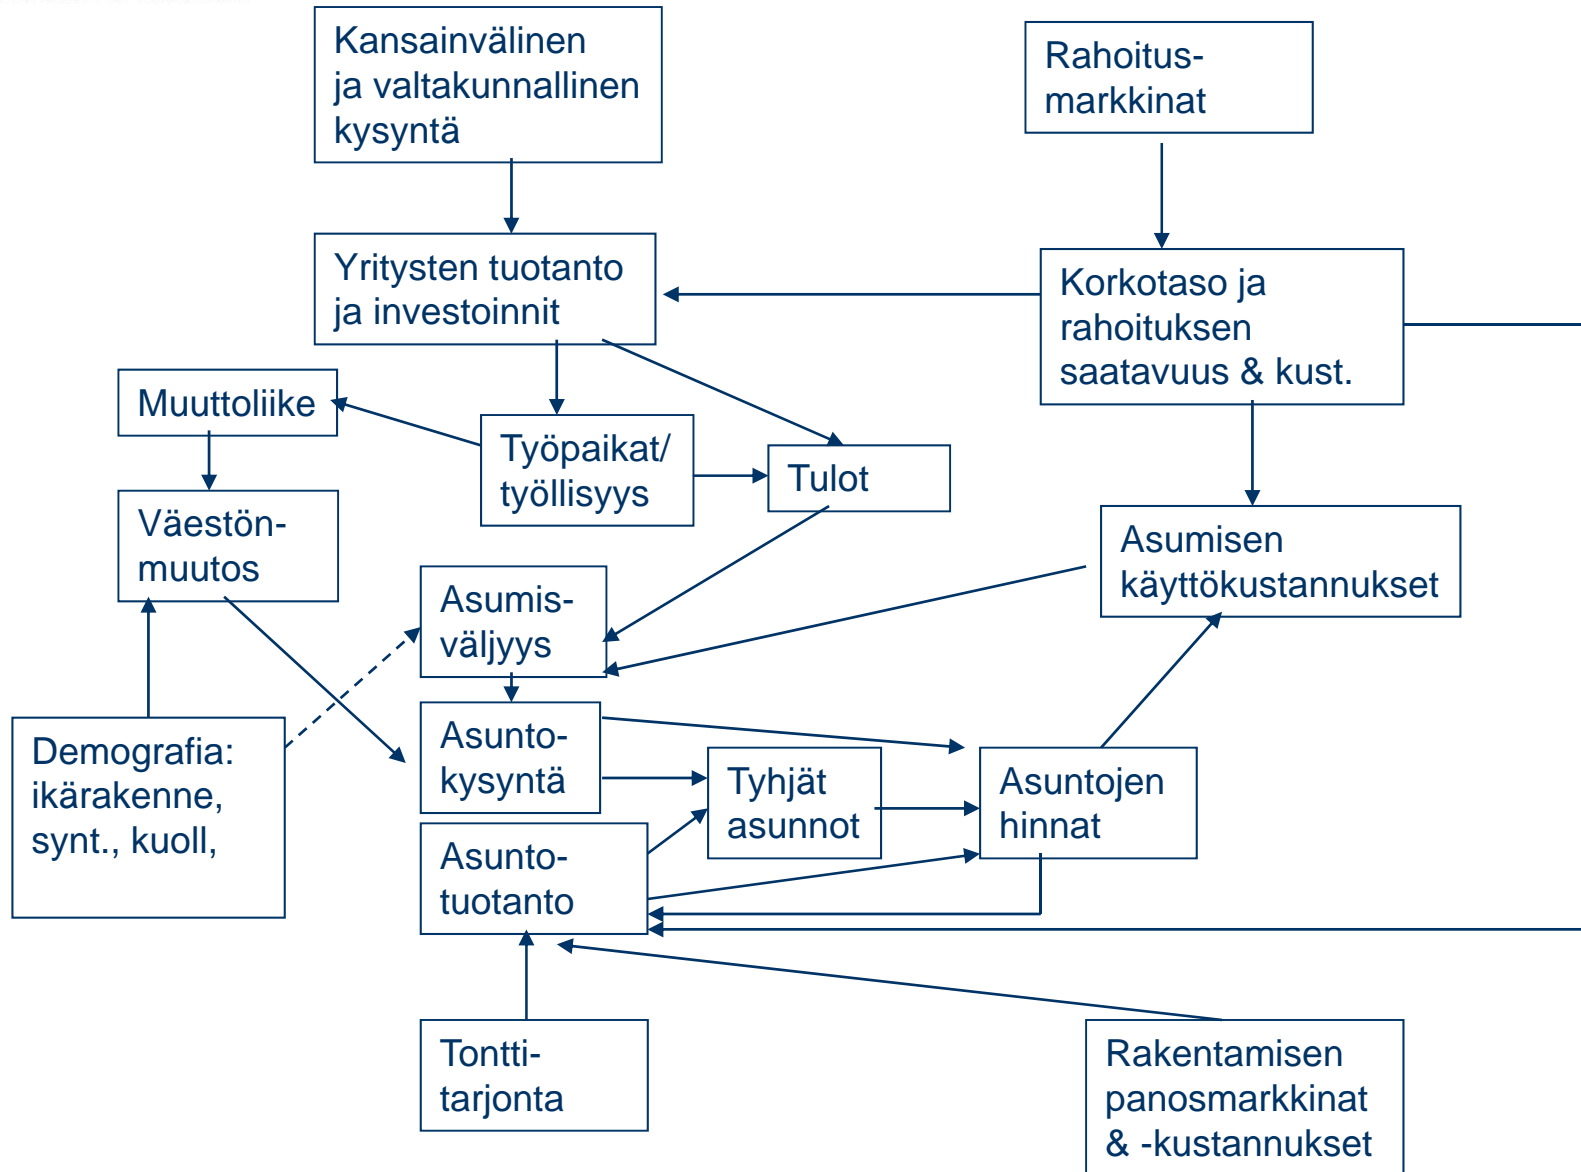 Kansainvälinen
ja valtakunnallinen
kysyntä
Rahoitus-
markkinat
Yritysten tuotanto
ja investoinnit
Korkotaso ja
rahoituksen
saatavuus & kust.
Muuttoliike
Työpaikat/
työllisyys
Tulot
Väestön-
muutos
Asumisen
käyttökustannukset
Asumis-
väljyys
Demografia:
ikärakenne,
synt., kuoll,
Asunto-
kysyntä
Tyhjät
asunnot
Asuntojen
hinnat
Asunto-
tuotanto
Tontti-
tarjonta
Rakentamisen
panosmarkkinat
& -kustannukset